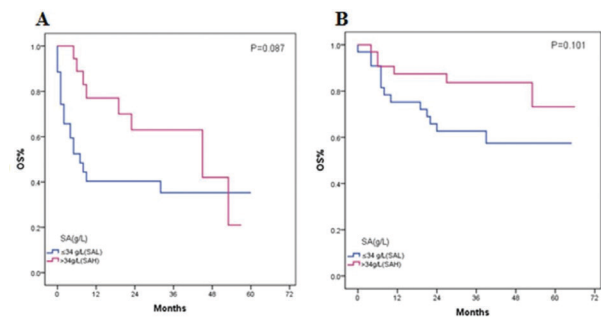 A
P=0.087
OS%
1.0
0.8
0.6
0.4
0.2
0.0
SA(g/L)
≤34 g/L(SAL)
>34g/L(SAH)
0
12
24
36
48
60
72
Months
B
P=0.101
OS%
1.0
0.8
0.6
0.4
0.2
0.0
SA(g/L)
≤34 g/L(SAL)
>34g/L(SAH)
0
12
24
36
48
60
72
Months